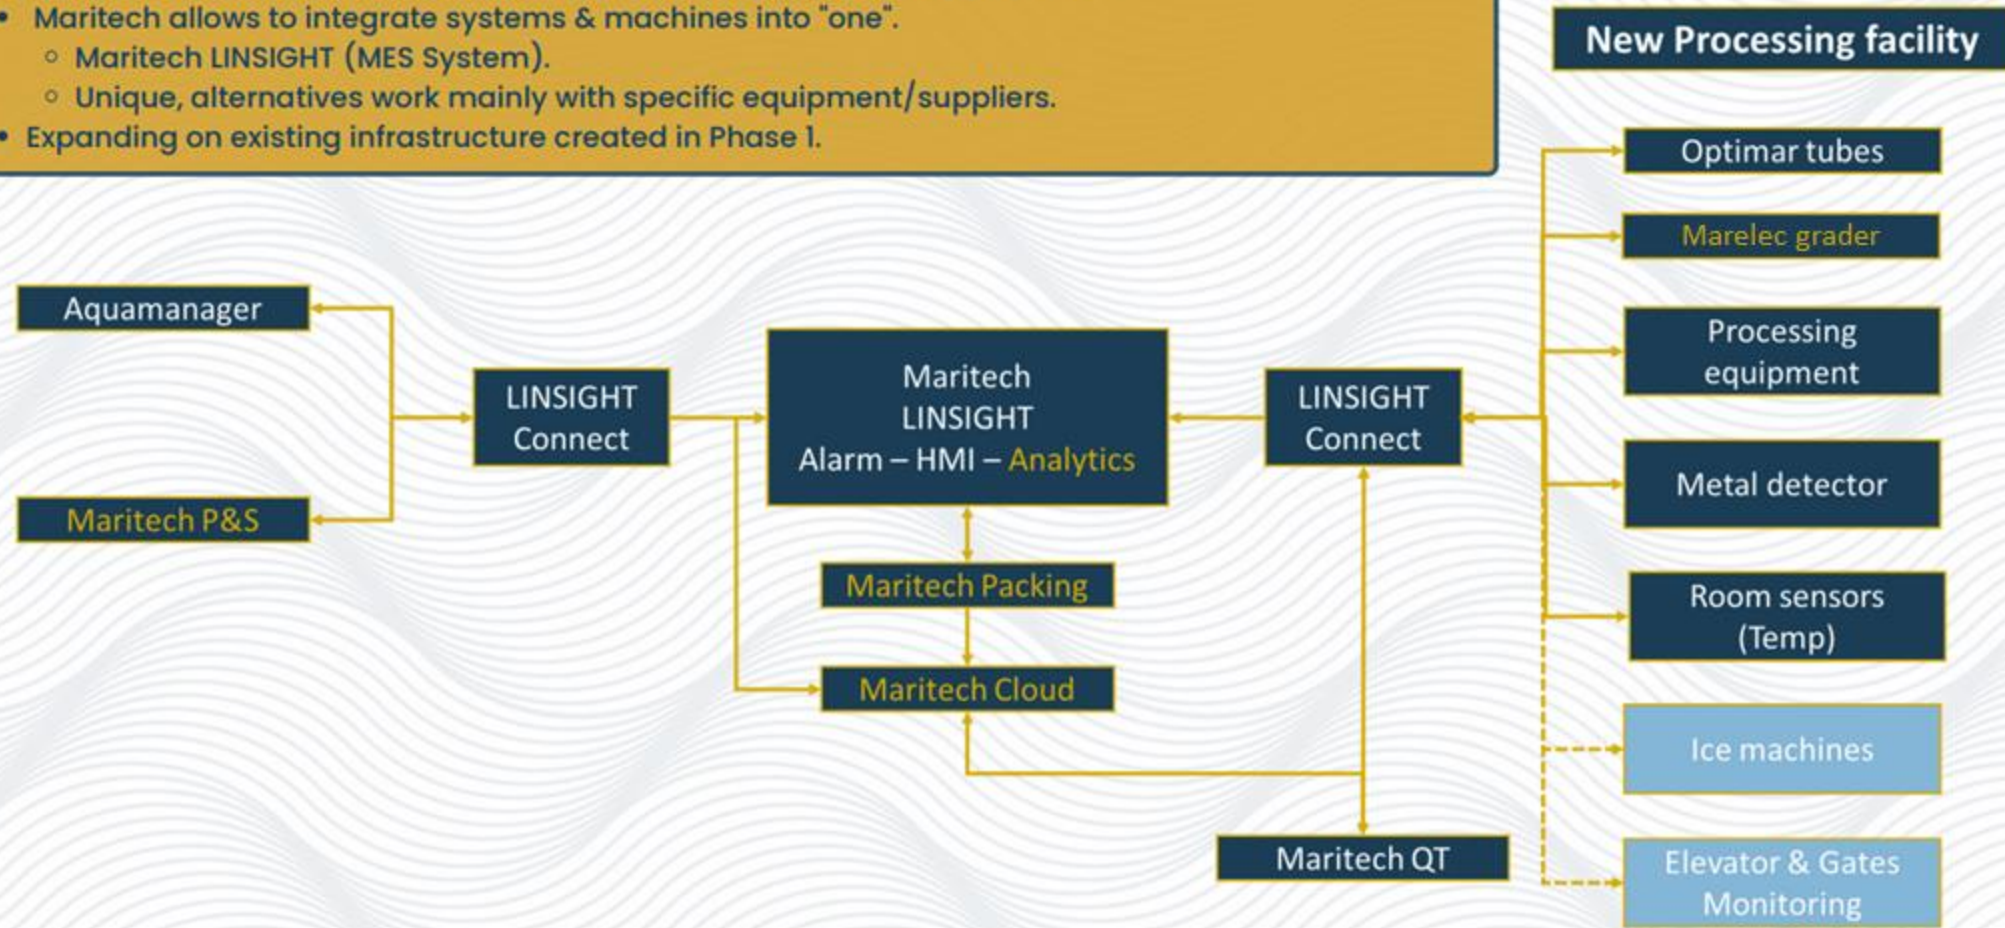 • Maritech allows to integrate systems & machines into "one".
◦ Maritech LINSIGHT (MES System).
◦ Unique, alternatives work mainly with specific equipment/suppliers.
• Expanding on existing infrastructure created in Phase 1.
New Processing facility
Optimar tubes
Marelec grader
Processing
equipment
Metal detector
Room sensors
(Temp)
Ice machines
Elevator & Gates
Monitoring
Aquamanager
Maritech P&S
LINSIGHT
Connect
Maritech
LINSIGHT
Alarm – HMI – Analytics
Maritech Packing
Maritech Cloud
LINSIGHT
Connect
Maritech QT